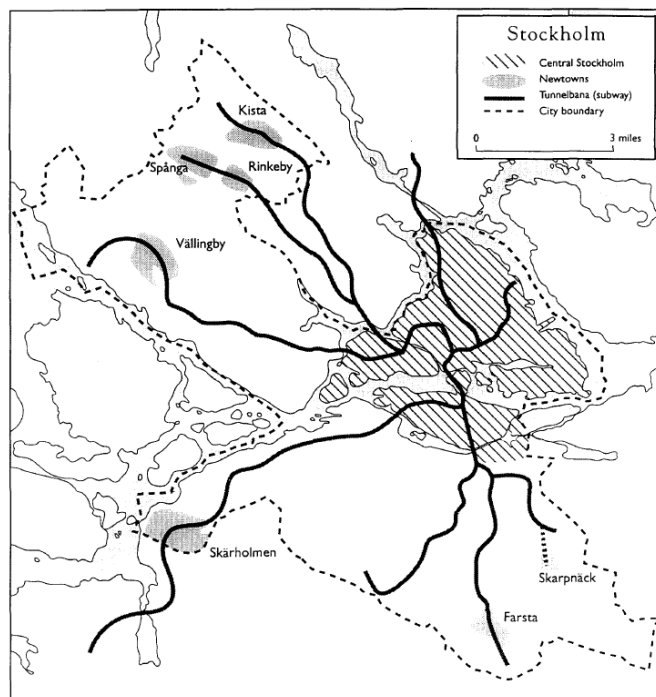 Stockholm
Central Stockholm
Newtowns
Tunnelbana (subway)
City boundary
0 3 miles
Kista
Spånga
Rinkeby
Vällingby
Skärholmen
Skarpnäck
Farsta